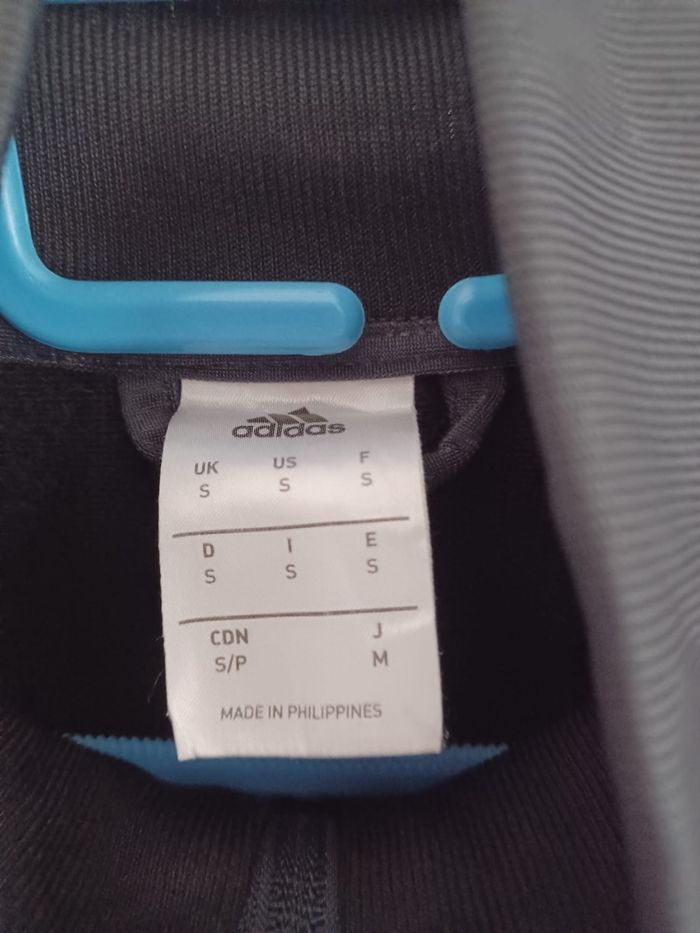 adidas
UK US F
S S S
D I E
S S S
CDN J
S/P M
MADE IN PHILIPPINES